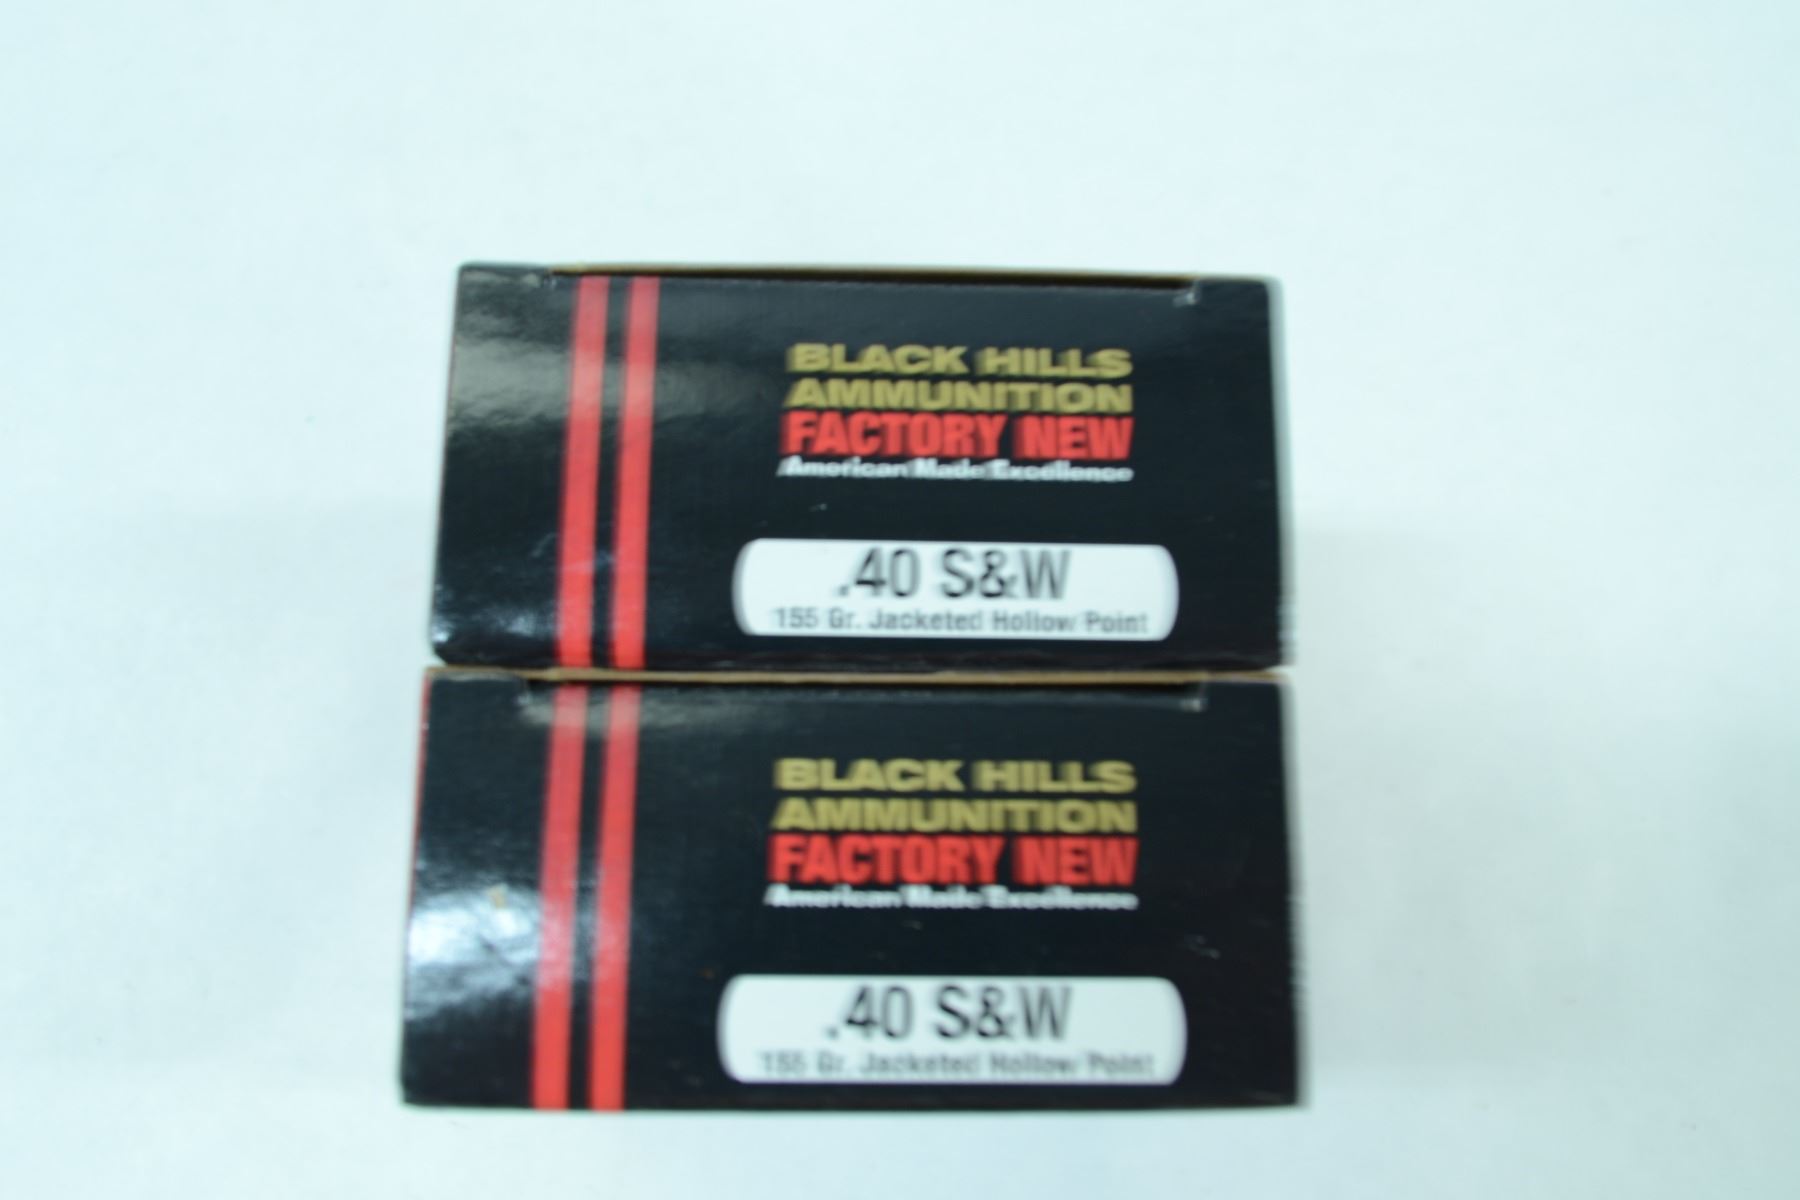 BLACK HILLS
AMMUNITION
FACTORY NEW
American Made Excellence
.40 S&W
155 Gr. Jacketed Hollow Point
BLACK HILLS
AMMUNITION
FACTORY NEW
American Made Excellence
.40 S&W
155 Gr. Jacketed Hollow Point